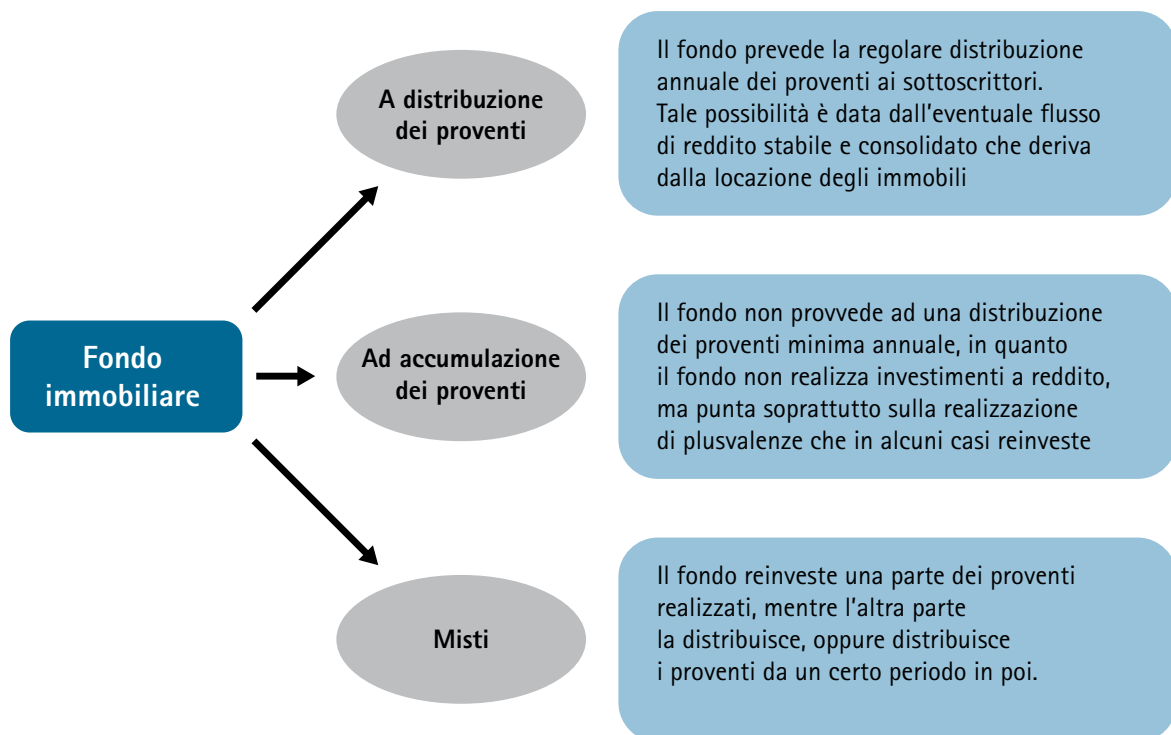 A distribuzione
dei proventi
Il fondo prevede la regolare distribuzione
annuale dei proventi ai sottoscrittori.
Tale possibilità è data dall'eventuale flusso
di reddito stabile e consolidato che deriva
dalla locazione degli immobili
Fondo
immobiliare
Ad accumulazione
dei proventi
Il fondo non provvede ad una distribuzione
dei proventi minima annuale, in quanto
il fondo non realizza investimenti a reddito,
ma punta soprattutto sulla realizzazione
di plusvalenze che in alcuni casi reinveste
Misti
Il fondo reinveste una parte dei proventi
realizzati, mentre l'altra parte
la distribuisce, oppure distribuisce
i proventi da un certo periodo in poi.